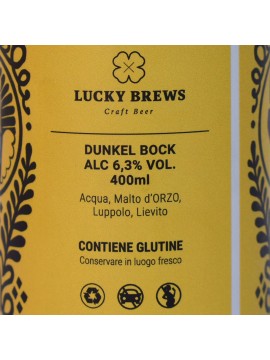 LUCKY BREWS
Craft Beer
DUNKEL BOCK
ALC 6,3% VOL.
400ml
Acqua, Malto d'ORZO,
Luppolo, Lievito
CONTIENE GLUTINE
Conservare in luogo fresco